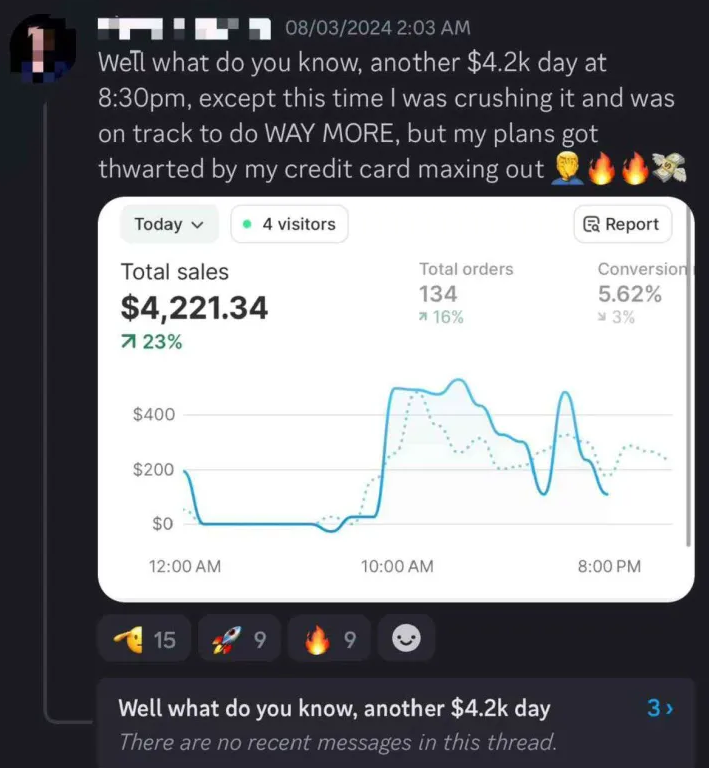 08/03/2024 2:03 AM
Well what do you know, another $4.2k day at
8:30pm, except this time I was crushing it and was
on track to do WAY MORE, but my plans got
thwarted by my credit card maxing out 🤦‍♂️🔥🔥💸
Today
4 visitors
Report
Total sales
Total orders
Conversion
$4,221.34
134
5.62%
23%
16%
3%
$400
$200
$0
12:00 AM
10:00 AM
8:00 PM
15
9
9
Well what do you know, another $4.2k day
3 ›
There are no recent messages in this thread.